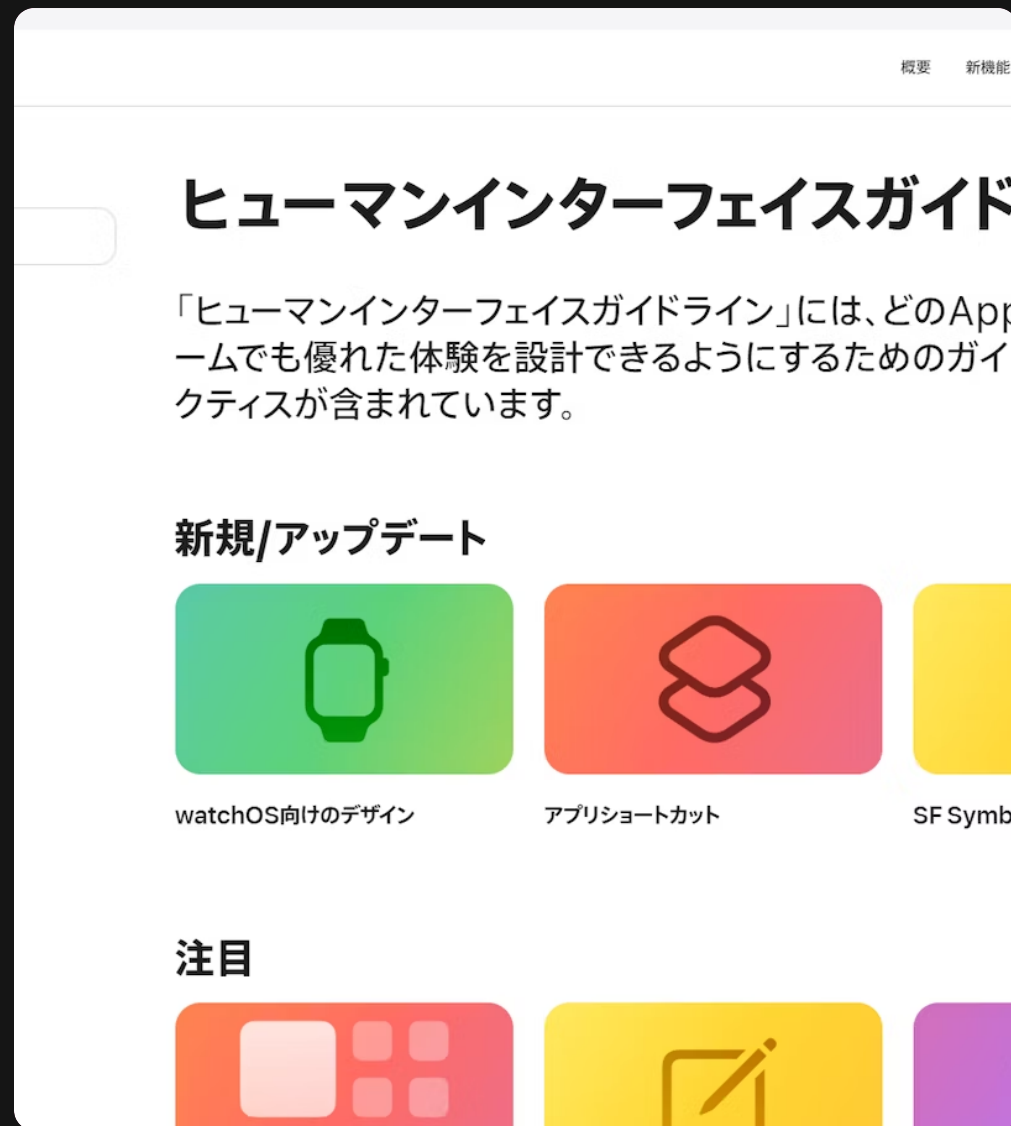 概要 新機能
ヒューマンインターフェイスガイド
「ヒューマンインターフェイスガイドライン」には、どのApp
ームでも優れた体験を設計できるようにするためのガイ
クティスが含まれています。
新規/アップデート
watchOS向けのデザイン アプリショートカット SF Symb
注目